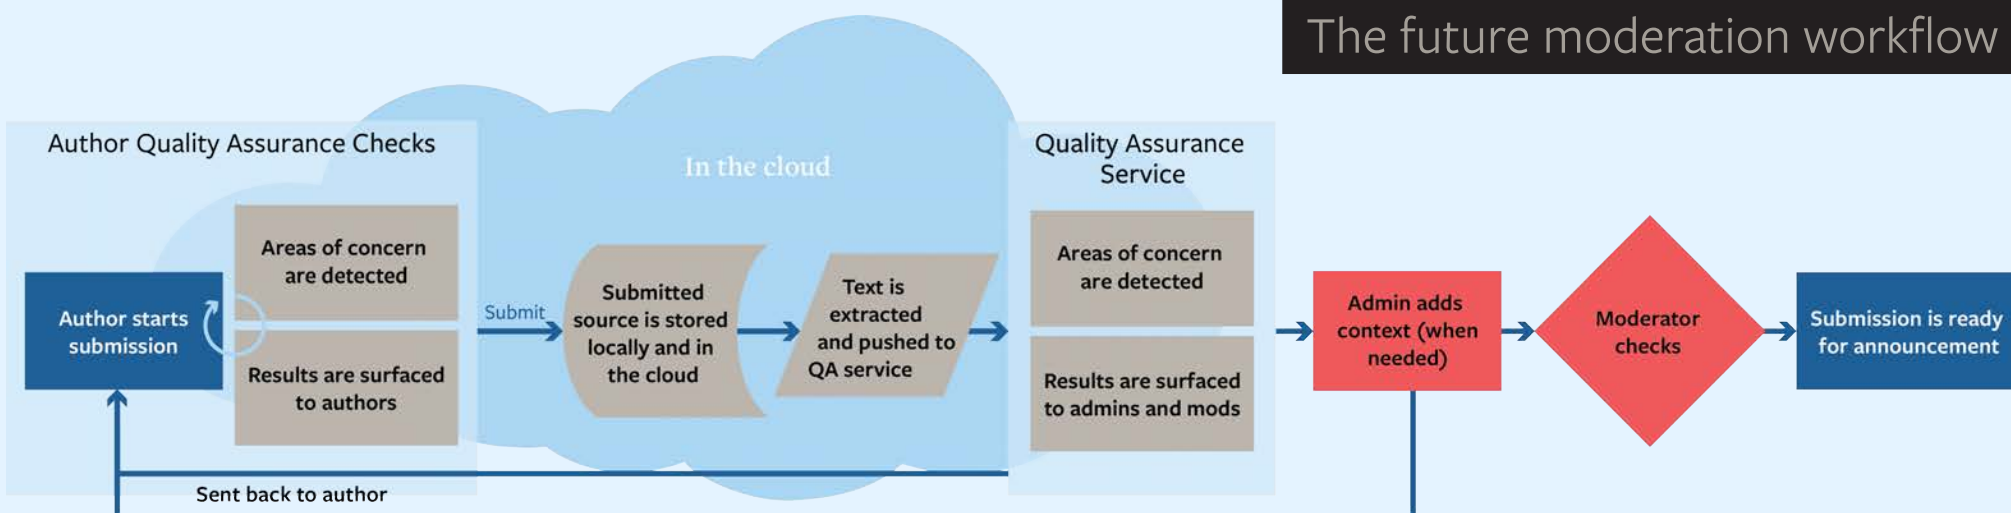 The future moderation workflow
Author Quality Assurance Checks
Author starts
submission
Areas of concern
are detected
Results are surfaced
to authors
Submit
In the cloud
Submitted
source is stored
locally and in
the cloud
Text is
extracted
and pushed to
QA service
Quality Assurance
Service
Areas of concern
are detected
Results are surfaced
to admins and mods
Admin adds
context (when
needed)
Moderator
checks
Submission is ready
for announcement
Sent back to author